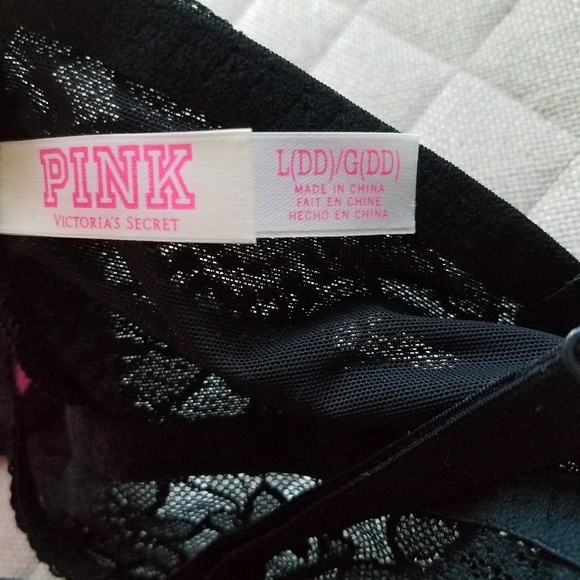 PINK
VICTORIA'S SECRET
L(DD)/G(DD)
MADE IN CHINA
FAIT EN CHINE
HECHO EN CHINA